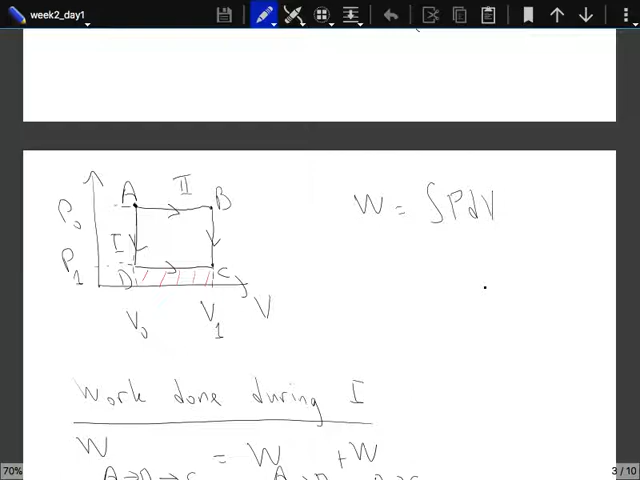 week2_day1
A II B
P₀
I
P₁
D C
V₀ V₁ V
W = ∫PdV
Work done during I
W = W + W
A→D→C A→D D→C
70% 3 / 10